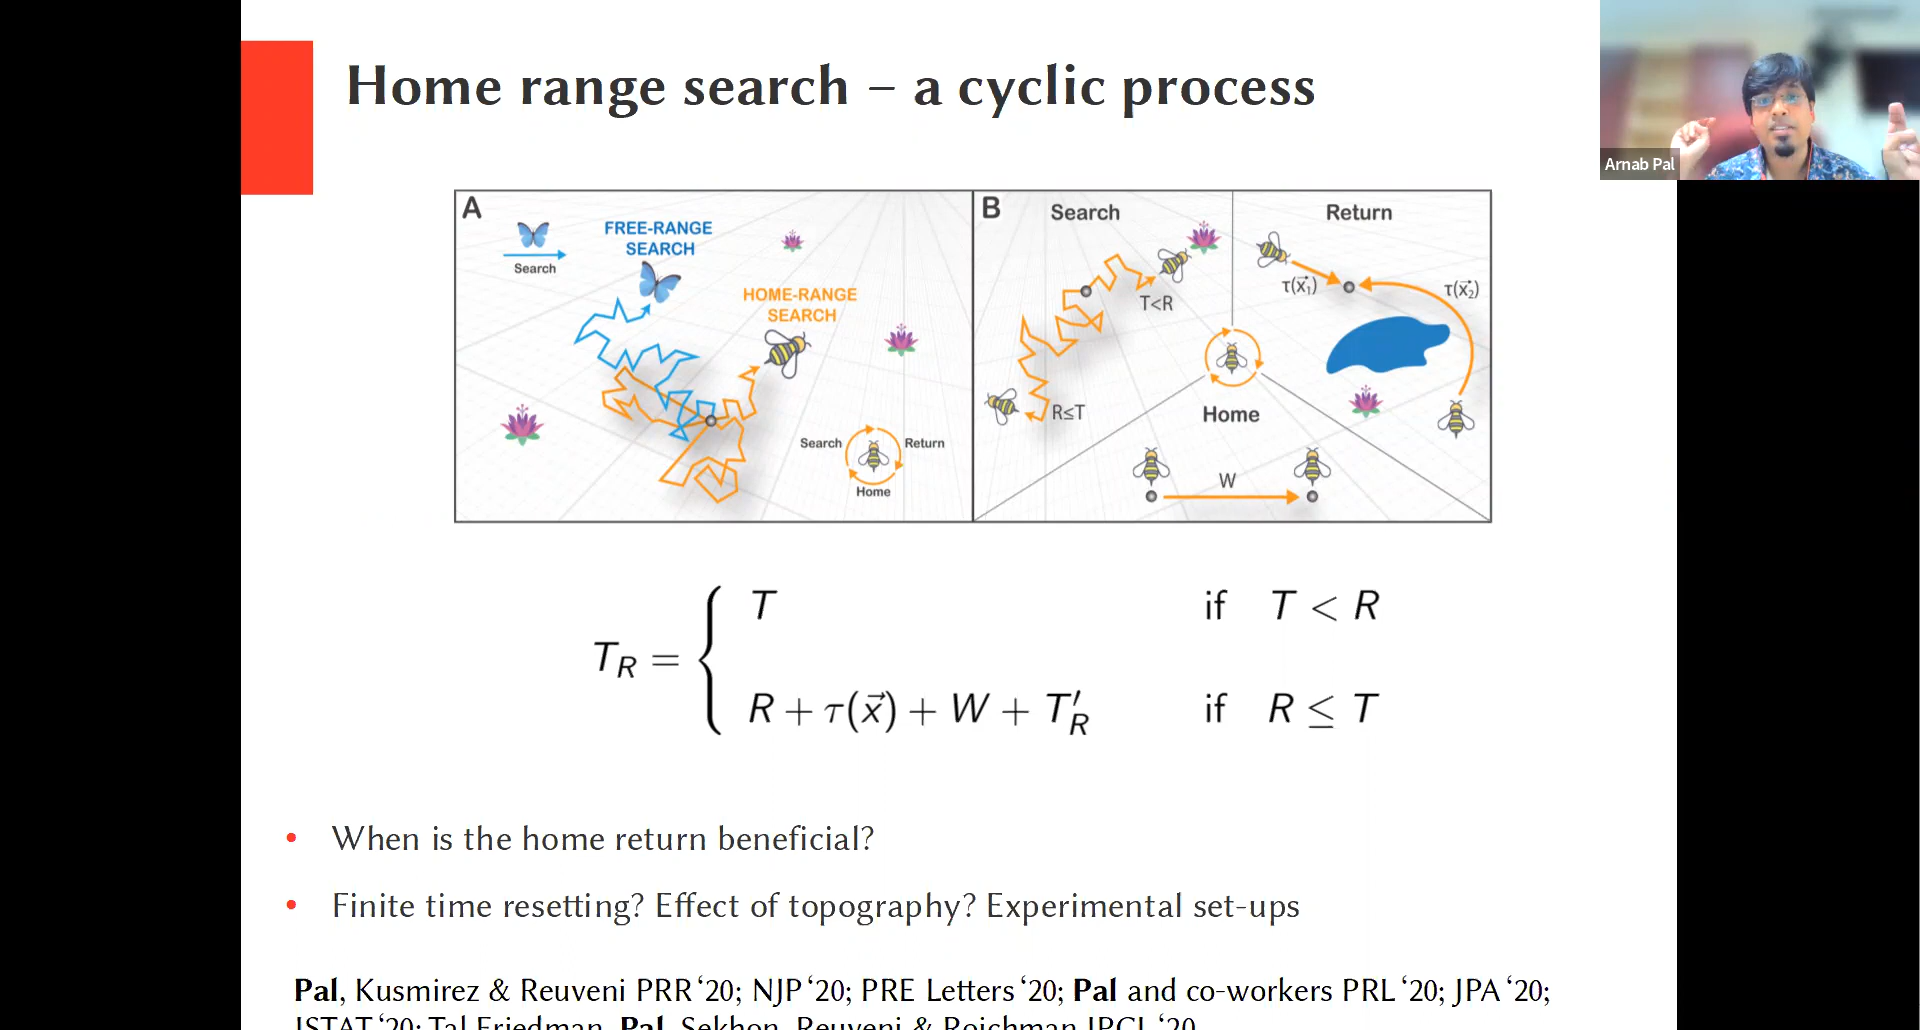 Home range search – a cyclic process
Arnab Pal
A
Search
FREE-RANGE
SEARCH
HOME-RANGE
SEARCH
Search
Return
Home
B
Search
Return
T<R
R≤T
τ(x⃗₁)
τ(x⃗₂)
Home
W
T_R = { T if T < R
R + τ(x⃗) + W + T′_R if R ≤ T
• When is the home return beneficial?
• Finite time resetting? Effect of topography? Experimental set-ups
Pal, Kusmirez & Reuveni PRR ‘20; NJP ‘20; PRE Letters ‘20; Pal and co-workers PRL ‘20; JPA ‘20;
JSTAT ‘20; Tal Friedman, Pal, Sekhon, Reuveni & Roichman JPCL ‘20